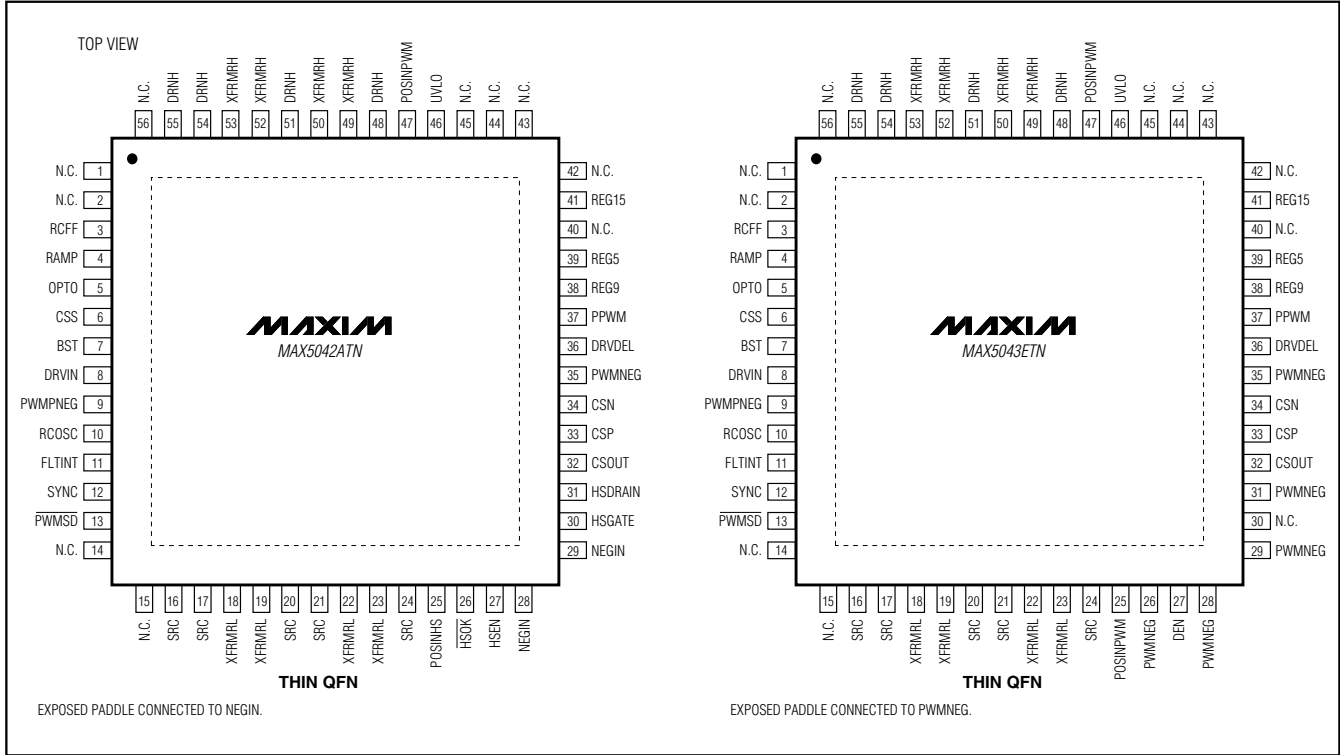 TOP VIEW
N.C. DRNH DRNH XFRMRH XFRMRH DRNH XFRMRH XFRMRH DRNH POSINPWM UVLO N.C. N.C. N.C.
56 55 54 53 52 51 50 49 48 47 46 45 44 43
N.C. 1
N.C. 2
RCFF 3
RAMP 4
OPTO 5
CSS 6
BST 7
DRVIN 8
PWMPNEG 9
RCOSC 10
FLTINT 11
SYNC 12
PWMSD 13
N.C. 14
MAXIM
MAX5042ATN
42 N.C.
41 REG15
40 N.C.
39 REG5
38 REG9
37 PPWM
36 DRVDEL
35 PWMNEG
34 CSN
33 CSP
32 CSOUT
31 HSDRAIN
30 HSGATE
29 NEGIN
15 16 17 18 19 20 21 22 23 24 25 26 27 28
N.C. SRC SRC XFRMRL XFRMRL SRC SRC XFRMRL XFRMRL SRC POSINHS HSOK HSEN NEGIN
THIN QFN
EXPOSED PADDLE CONNECTED TO NEGIN.
N.C. DRNH DRNH XFRMRH XFRMRH DRNH XFRMRH XFRMRH DRNH POSINPWM UVLO N.C. N.C. N.C.
56 55 54 53 52 51 50 49 48 47 46 45 44 43
N.C. 1
N.C. 2
RCFF 3
RAMP 4
OPTO 5
CSS 6
BST 7
DRVIN 8
PWMPNEG 9
RCOSC 10
FLTINT 11
SYNC 12
PWMSD 13
N.C. 14
MAXIM
MAX5043ETN
42 N.C.
41 REG15
40 N.C.
39 REG5
38 REG9
37 PPWM
36 DRVDEL
35 PWMNEG
34 CSN
33 CSP
32 CSOUT
31 PWMNEG
30 N.C.
29 PWMNEG
15 16 17 18 19 20 21 22 23 24 25 26 27 28
N.C. SRC SRC XFRMRL XFRMRL SRC SRC XFRMRL XFRMRL SRC POSINPWM PWMNEG DEN PWMNEG
THIN QFN
EXPOSED PADDLE CONNECTED TO PWMNEG.